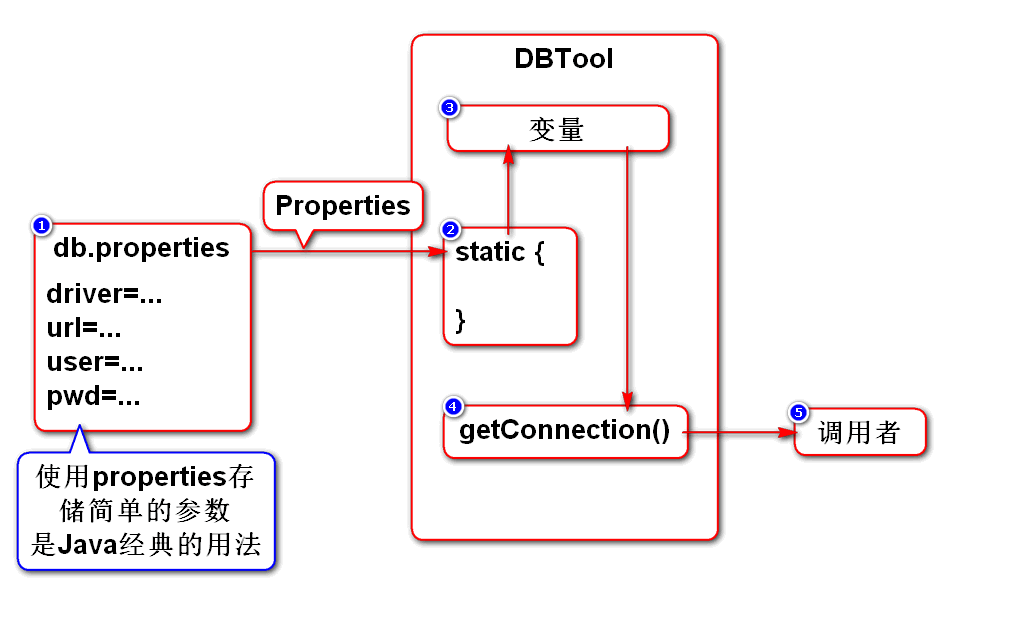 DBTool
3
变量
Properties
1
db.properties
driver=...
url=...
user=...
pwd=...
2
static {
}
4
getConnection()
5
调用者
使用properties存
储简单的参数
是Java经典的用法